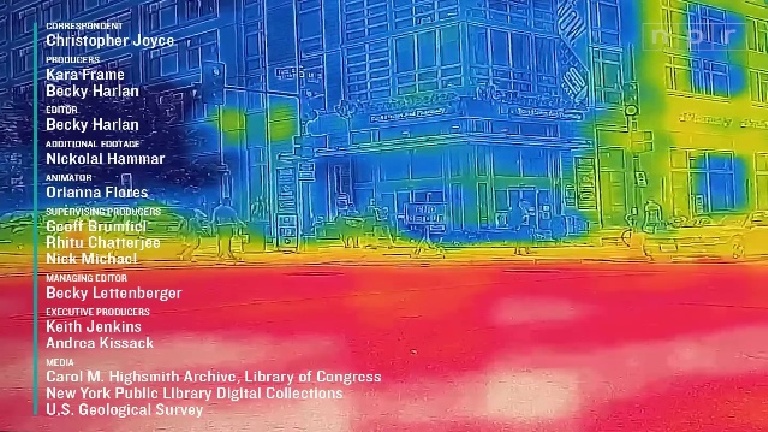 CORRESPONDENT
Christopher Joyce
PRODUCERS
Kara Frame
Becky Harlan
EDITOR
Becky Harlan
ADDITIONAL FOOTAGE
Nickolai Hammar
ANIMATOR
Orianna Flores
SUPERVISING PRODUCERS
Geoff Brumfiel
Rhitu Chatterjee
Nick Michael
MANAGING EDITOR
Becky Lettenberger
EXECUTIVE PRODUCERS
Keith Jenkins
Andrea Kissack
MEDIA
Carol M. Highsmith Archive, Library of Congress
New York Public Library Digital Collections
U.S. Geological Survey
npr